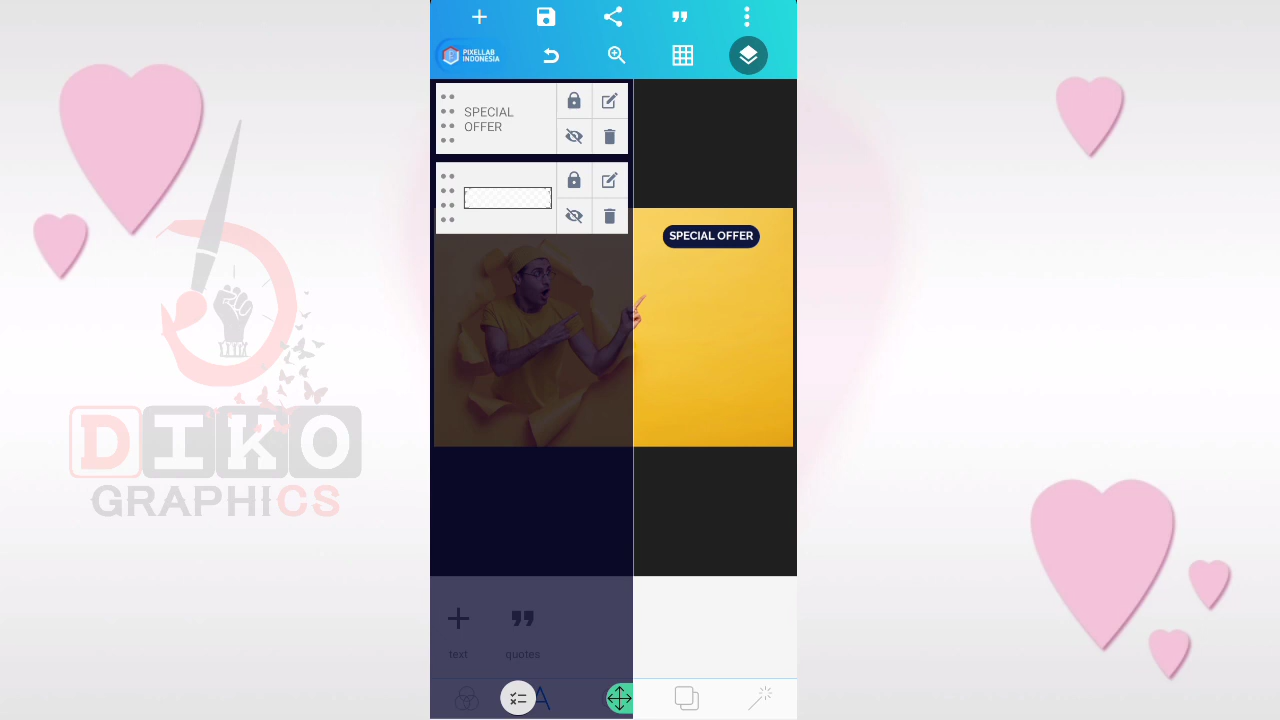 PIXELLAB
INDONESIA
SPECIAL
OFFER
SPECIAL OFFER
DIKO
GRAPHICS
text
quotes